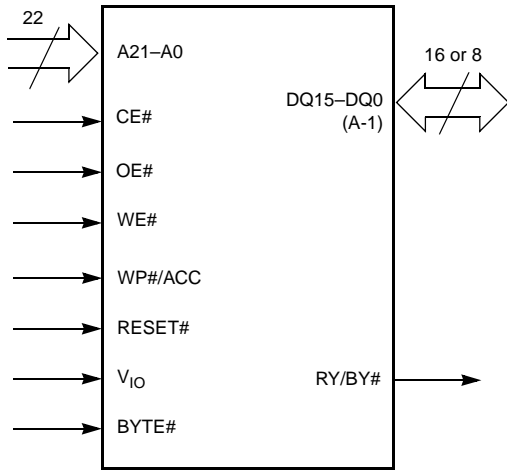 22
A21–A0
16 or 8
DQ15–DQ0
(A-1)
CE#
OE#
WE#
WP#/ACC
RESET#
VIO
RY/BY#
BYTE#